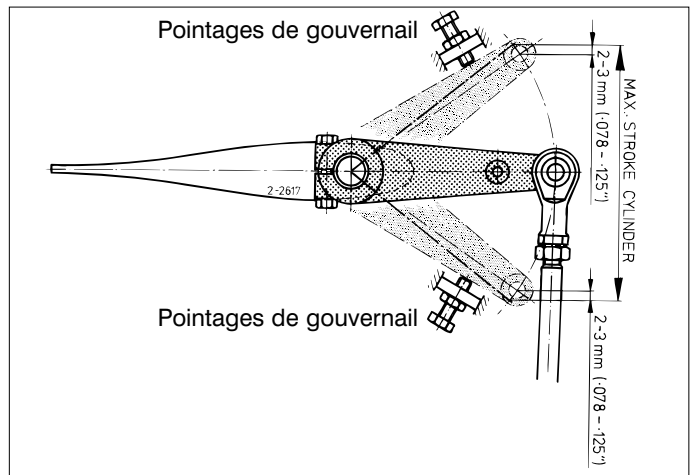 Pointages de gouvernail
2-3 mm (·078 - ·125")
MAX. STROKE CYLINDER
2-2617
Pointages de gouvernail
2-3 mm (·078 - ·125")